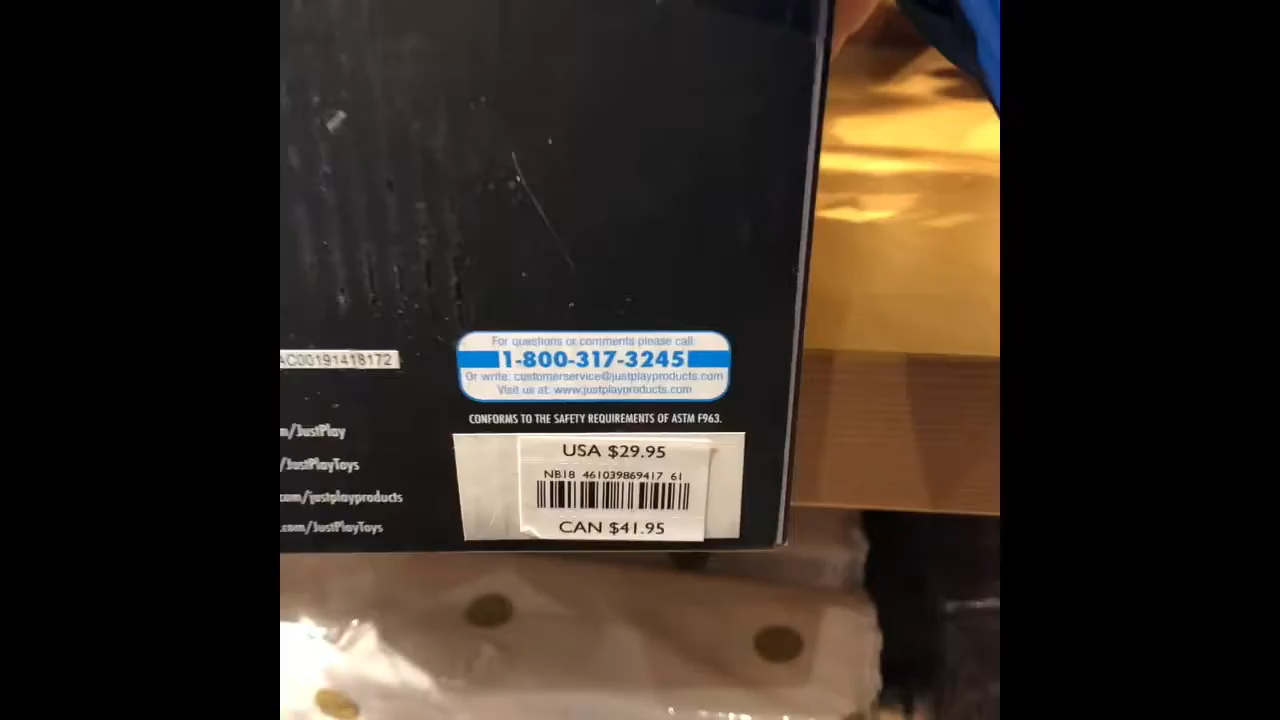 For questions or comments please call:
1-800-317-3245
Or write: customerservice@justplayproducts.com
Visit us at: www.justplayproducts.com
AC00191418172
CONFORMS TO THE SAFETY REQUIREMENTS OF ASTM F963.
m/JustPlay
/JustPlayToys
com/justplayproducts
.com/JustPlayToys
USA $29.95
NB18 461039869417 61
CAN $41.95